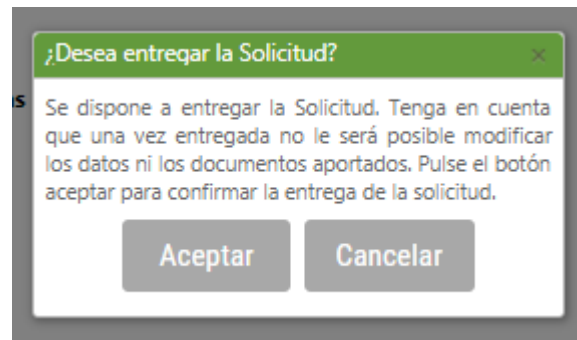 ¿Desea entregar la Solicitud?
as
Se dispone a entregar la Solicitud. Tenga en cuenta
que una vez entregada no le será posible modificar
los datos ni los documentos aportados. Pulse el botón
aceptar para confirmar la entrega de la solicitud.
Aceptar Cancelar